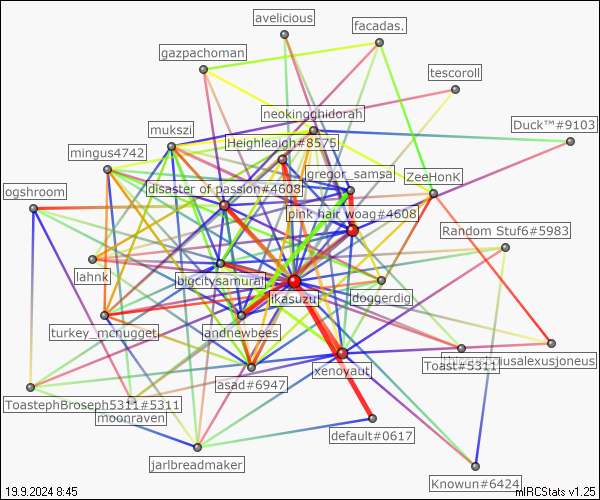 avelicious
facadas.
gazpachoman
tescoroll
neokingghidorah
Duck™#9103
mukszi
Heighleaigh#8575
mingus4742
gregor_samsa
ZeeHonK
ogshroom
disaster of passion#4608
pink hair woag#4608
Random Stuf6#5983
lahnk
bigcitysamurai
ikasuzu
doggerdig
turkey_mcnugget
andnewbees
Toast#5311
xenoyaut
asad#6947
ToastephBroseph5311#5311
moonraven
default#0617
jarlbreadmaker
Knowun#6424
19.9.2024 8:45
mIRCStats v1.25